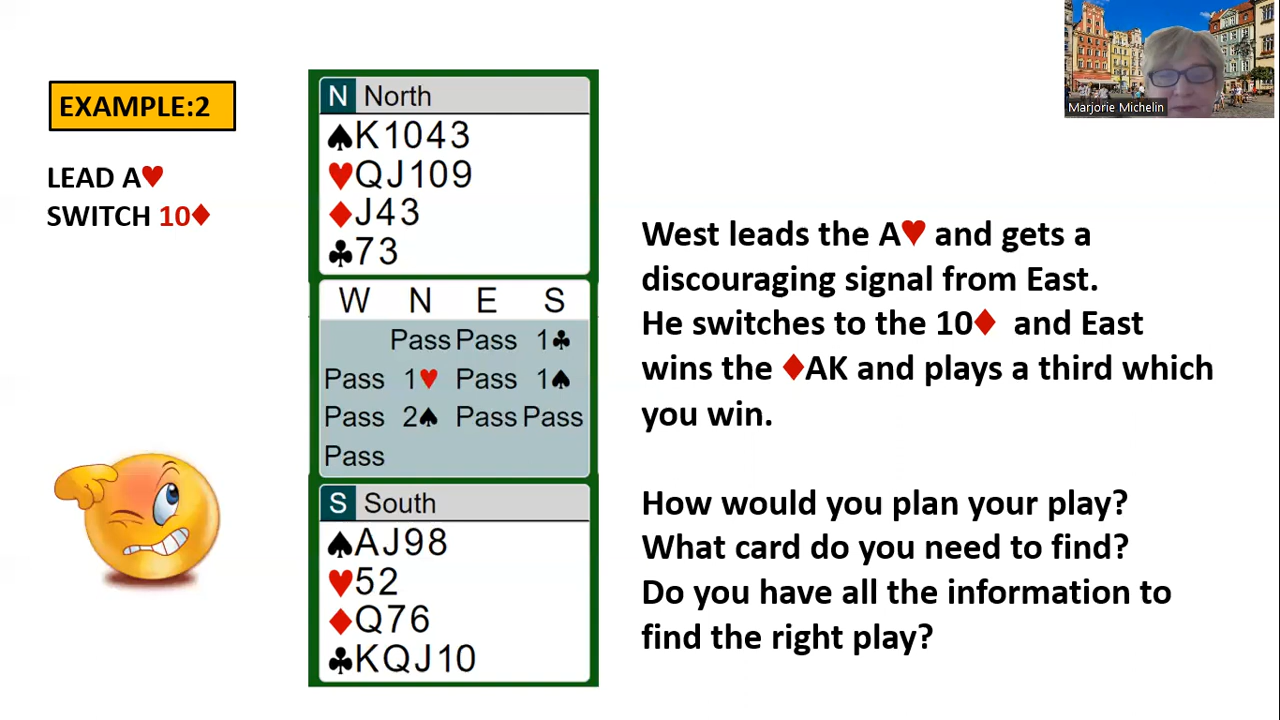 EXAMPLE:2
LEAD A♥
SWITCH 10♦
N North
♠K1043
♥QJ109
♦J43
♣73
W N E S
Pass Pass 1♣
Pass 1♥ Pass 1♠
Pass 2♠ Pass Pass
Pass
S South
♠AJ98
♥52
♦Q76
♣KQJ10
Marjorie Michelin
West leads the A♥ and gets a
discouraging signal from East.
He switches to the 10♦ and East
wins the ♦AK and plays a third which
you win.
How would you plan your play?
What card do you need to find?
Do you have all the information to
find the right play?